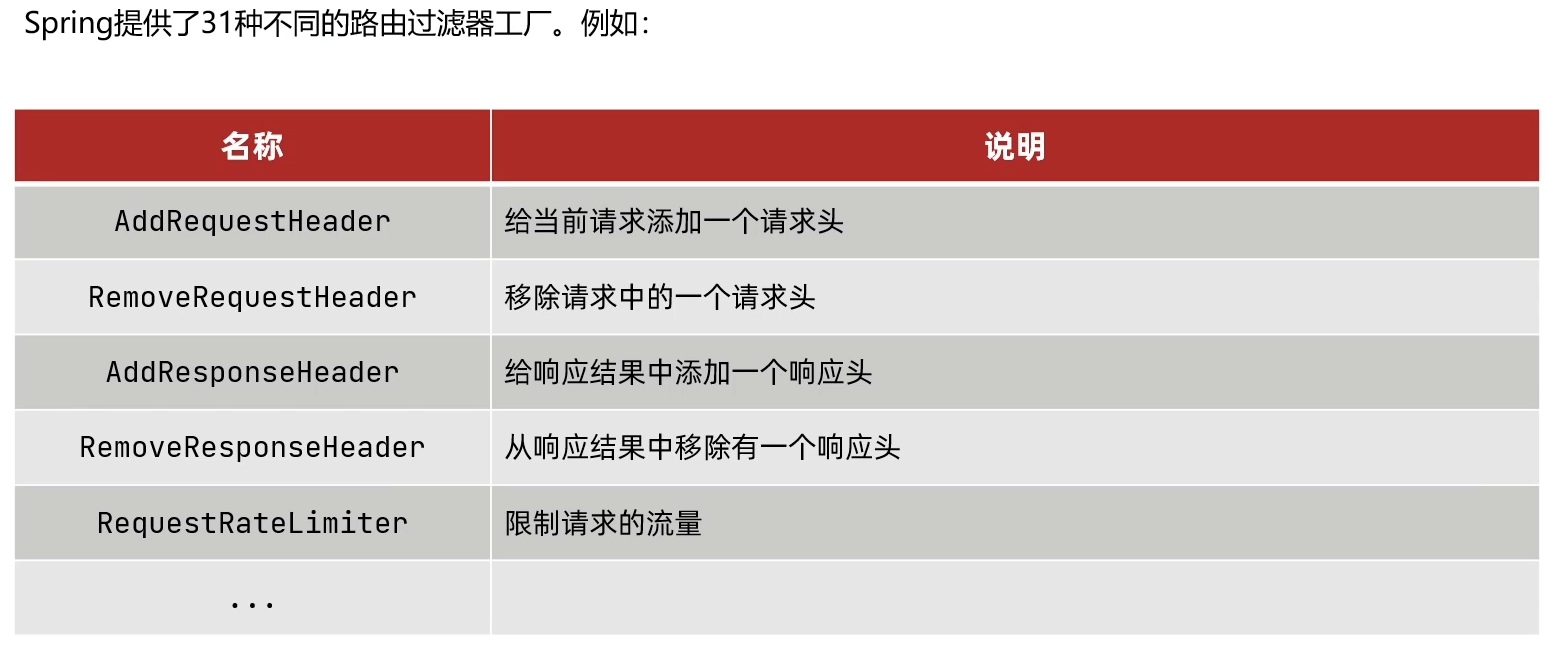 Spring提供了31种不同的路由过滤器工厂。例如：
名称 说明
AddRequestHeader 给当前请求添加一个请求头
RemoveRequestHeader 移除请求中的一个请求头
AddResponseHeader 给响应结果中添加一个响应头
RemoveResponseHeader 从响应结果中移除有一个响应头
RequestRateLimiter 限制请求的流量
...